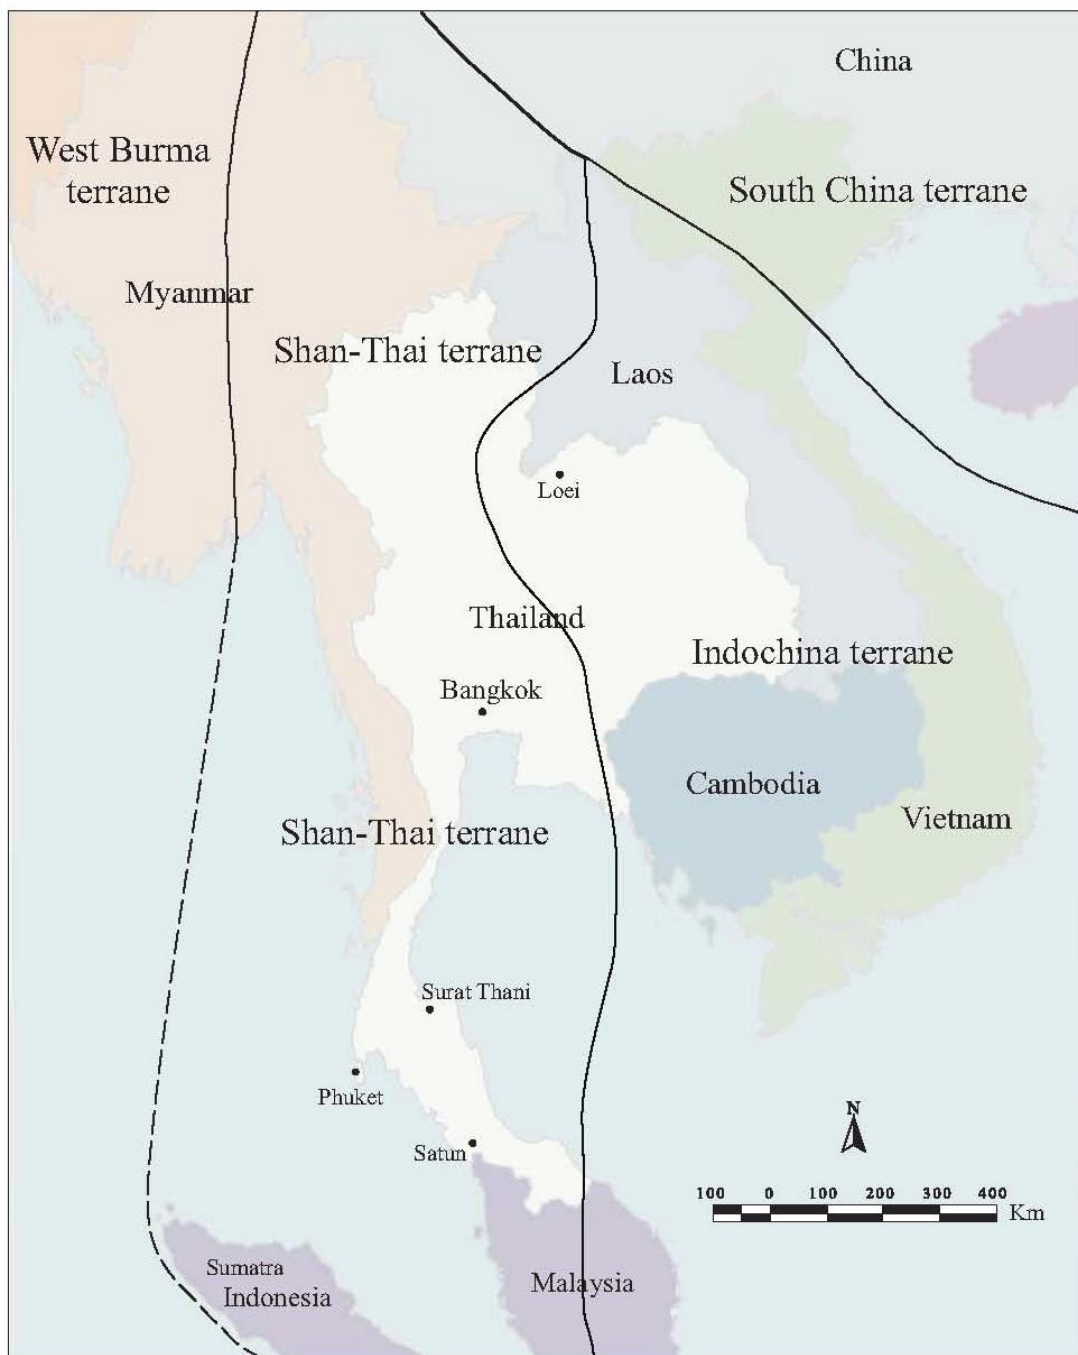 China
West Burma
terrane
South China terrane
Myanmar
Shan-Thai terrane
Laos
Loei
Thailand
Indochina terrane
Bangkok
Cambodia
Vietnam
Shan-Thai terrane
Surat Thani
Phuket
Satun
N
100 0 100 200 300 400
Km
Sumatra
Indonesia
Malaysia